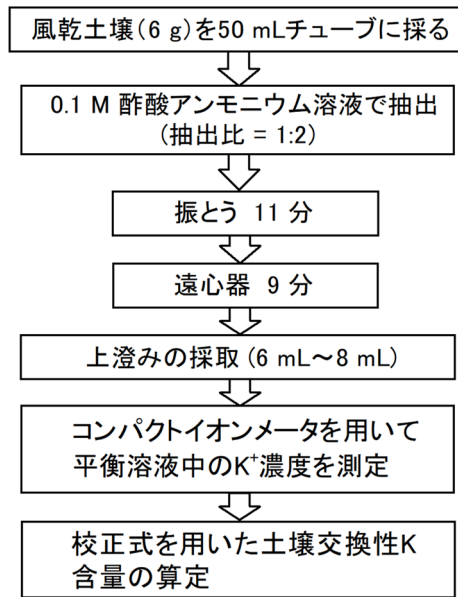 風乾土壌(6 g)を50 mLチューブに採る
0.1 M 酢酸アンモニウム溶液で抽出
(抽出比 = 1:2)
振とう 11 分
遠心器 9 分
上澄みの採取 (6 mL～8 mL)
コンパクトイオンメータを用いて
平衡溶液中のK⁺濃度を測定
校正式を用いた土壌交換性K
含量の算定